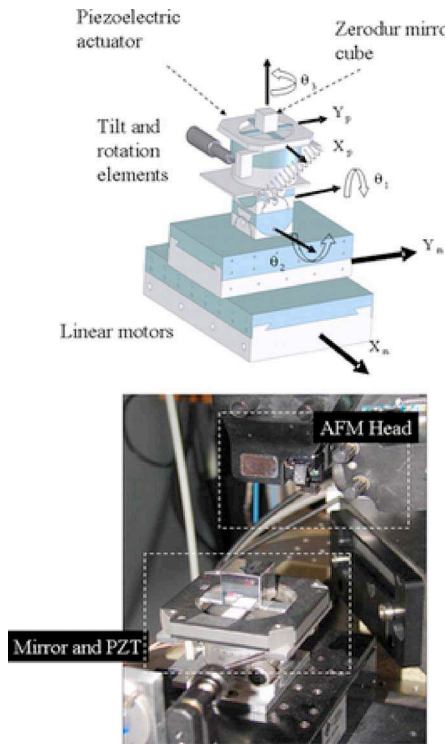 Piezoelectric
actuator
Zerodur mirro
cube
θ₃
Yₚ
Xₚ
Tilt and
rotation
elements
θ₁
Yₘ
θ₂
Linear motors
Xₘ
AFM Head
Mirror and PZT